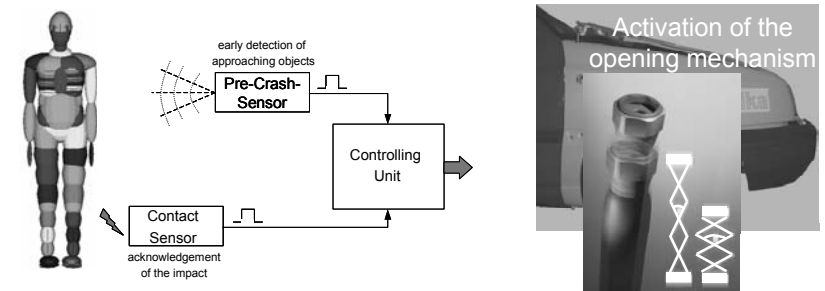 early detection of
approaching objects
Pre-Crash-
Sensor
Controlling
Unit
Contact
Sensor
acknowledgement
of the impact
Activation of the
opening mechanism